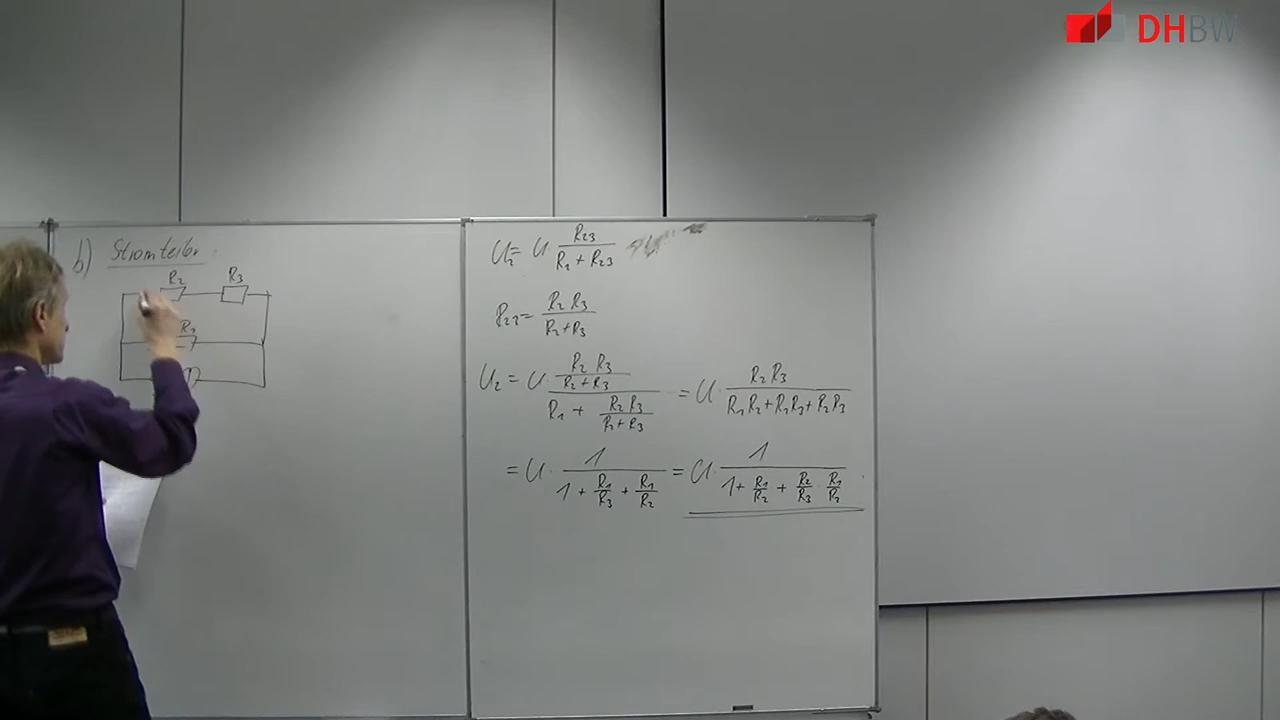 DHBW
b) Stromteiler
R2 R3
R1
U2 = U R23 / (R1 + R23)
R23 = R2 R3 / (R2 + R3)
U2 = U · (R2 R3 / (R2 + R3)) / (R1 + R2 R3 / (R2 + R3)) = U · R2 R3 / (R1 R2 + R1 R3 + R2 R3)
= U · 1 / (1 + R1/R3 + R1/R2) = U · 1 / (1 + R1/R2 + R2/R3 · R1/R2)